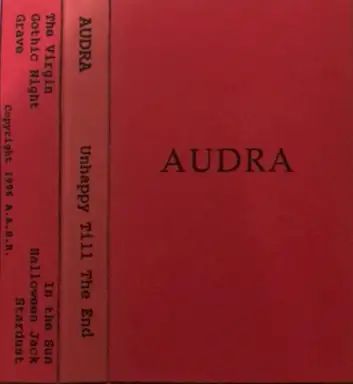 AUDRA
AUDRA Unhappy Till The End
The Virgin
Gothic Night
Grave
In the Sun
Halloween Jack
Stardust
Copyright 1996 A.A.&B.